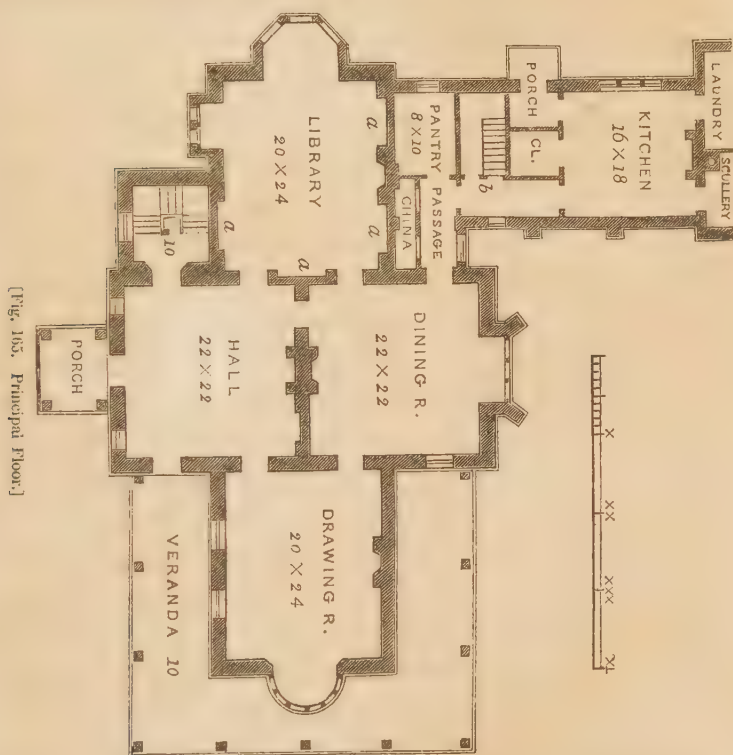 LAUNDRY
SCULLERY
KITCHEN
16 X 18
PORCH
CL.
b
PANTRY
8 X 10
PASSAGE
CHINA
LIBRARY
20 X 24
a
a
a
a
10
DINING R.
22 X 22
HALL
22 X 22
PORCH
DRAWING R.
20 X 24
VERANDA 10
X
XX
XXX
XL
[Fig. 165. Principal Floor.]